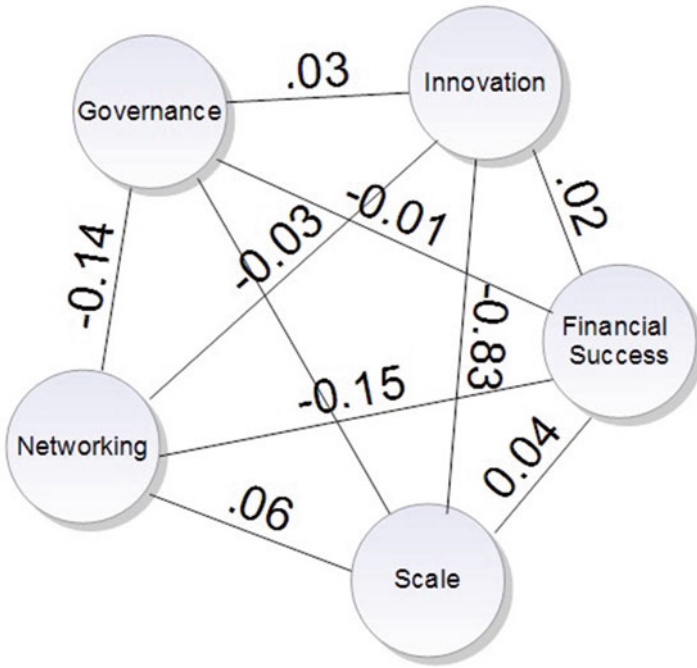 .03
Innovation
Governance
-0.03
-0.01
.02
-0.14
-0.83
Financial
Success
-0.15
Networking
0.04
.06
Scale